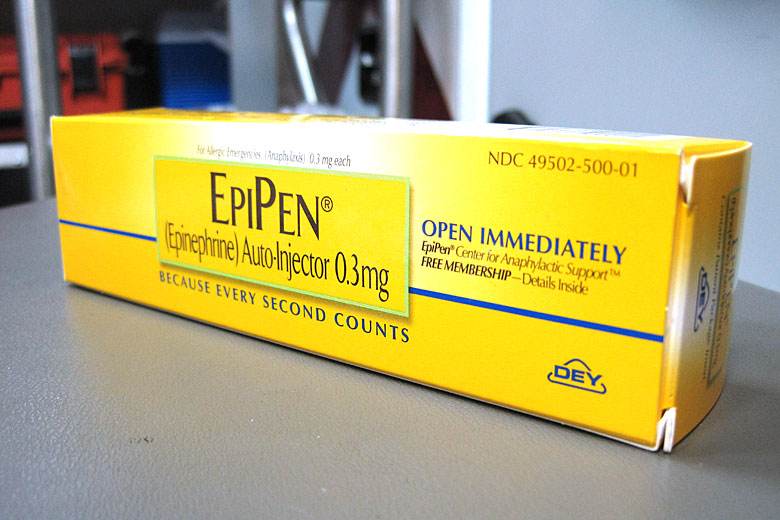 For Allergic Emergencies (Anaphylaxis) 0.3 mg each
NDC 49502-500-01
EPIPEN®
(Epinephrine) Auto-Injector 0.3mg
BECAUSE EVERY SECOND COUNTS
OPEN IMMEDIATELY
EpiPen® Center for Anaphylactic Support™
FREE MEMBERSHIP—Details Inside
DEY
DEY